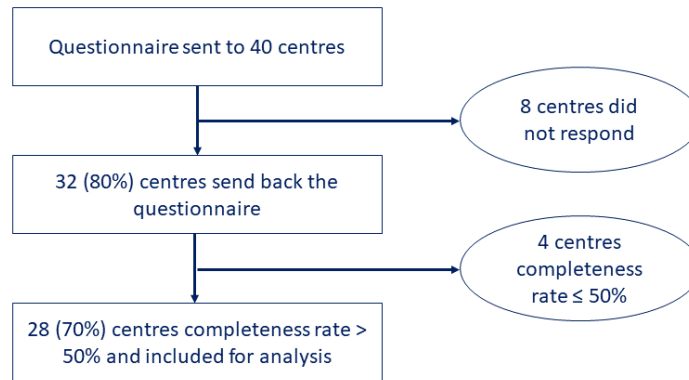 Questionnaire sent to 40 centres
8 centres did
not respond
32 (80%) centres send back the
questionnaire
4 centres
completeness
rate ≤ 50%
28 (70%) centres completeness rate >
50% and included for analysis